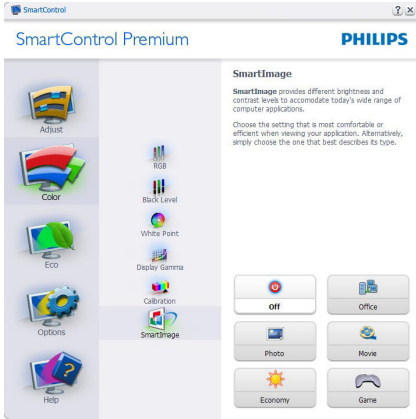 SmartControl
SmartControl Premium
PHILIPS
Adjust
Color
Eco
Options
Help
RGB
Black Level
White Point
Display Gamma
Calibration
SmartImage
SmartImage
SmartImage provides different brightness and
contrast levels to accomodate today's wide range of
computer applications.
Choose the setting that is most comfortable or
efficient when viewing your application. Alternatively,
simply choose the one that best describes its type.
Off
Office
Photo
Movie
Economy
Game